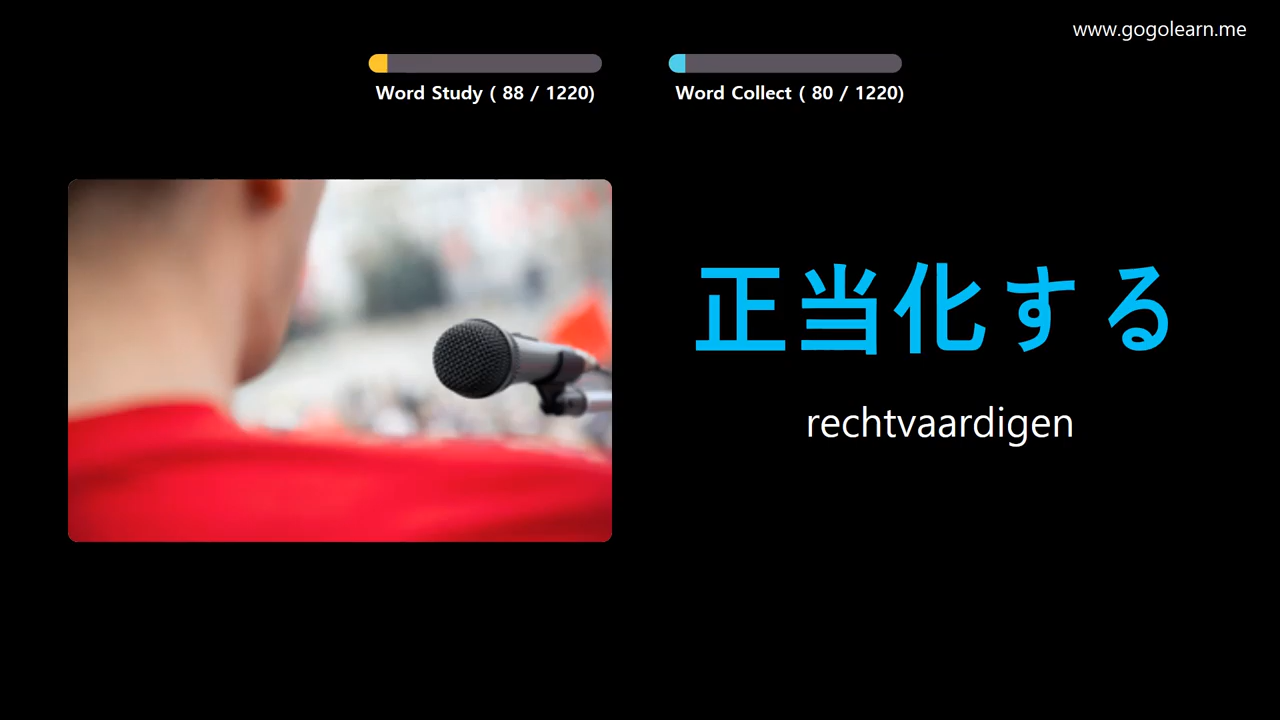 www.gogolearn.me
Word Study ( 88 / 1220)
Word Collect ( 80 / 1220)
正当化する
rechtvaardigen